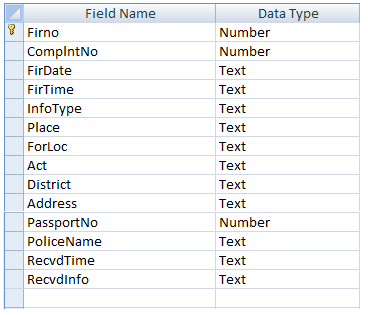 Field Name Data Type
Firno Number
ComplntNo Number
FirDate Text
FirTime Text
InfoType Text
Place Text
ForLoc Text
Act Text
District Text
Address Text
PassportNo Number
PoliceName Text
RecvdTime Text
RecvdInfo Text